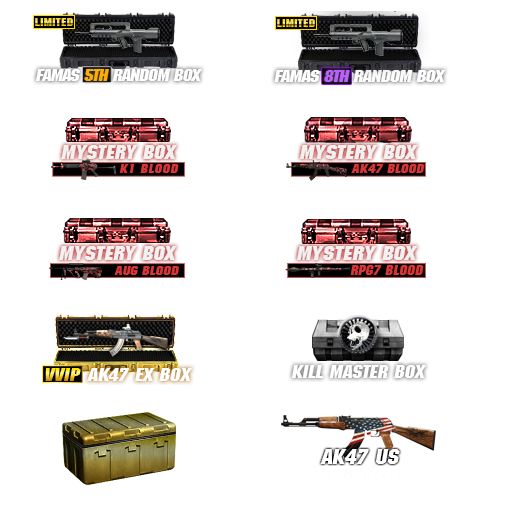 LIMITED
FAMAS 5TH RANDOM BOX
LIMITED
FAMAS 8TH RANDOM BOX
MYSTERY BOX
K1 BLOOD
MYSTERY BOX
AK47 BLOOD
MYSTERY BOX
AUG BLOOD
MYSTERY BOX
RPG7 BLOOD
VVIP AK47 EX BOX
KILL MASTER BOX
AK47 US